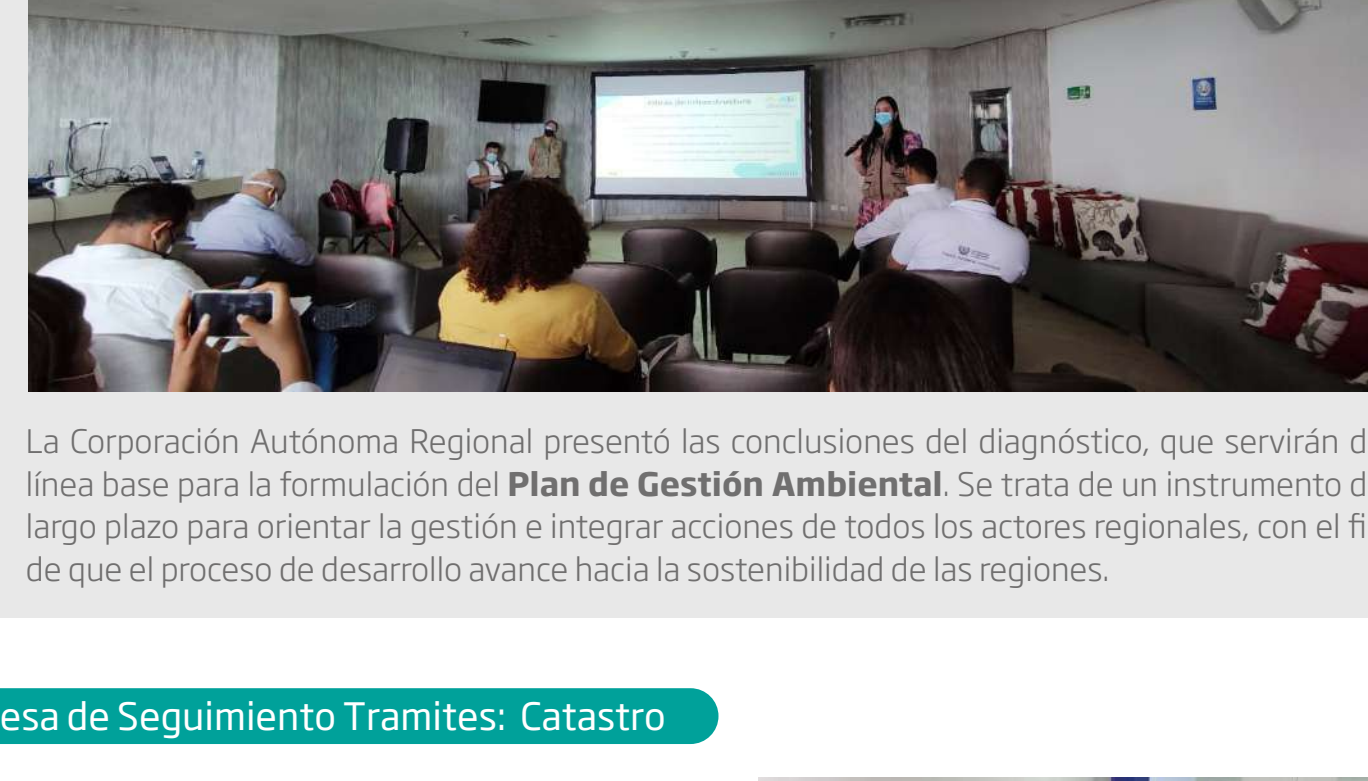 Obras de Infraestructura
La Corporación Autónoma Regional presentó las conclusiones del diagnóstico, que servirán d
línea base para la formulación del Plan de Gestión Ambiental. Se trata de un instrumento d
largo plazo para orientar la gestión e integrar acciones de todos los actores regionales, con el fi
de que el proceso de desarrollo avance hacia la sostenibilidad de las regiones.
esa de Seguimiento Tramites: Catastro